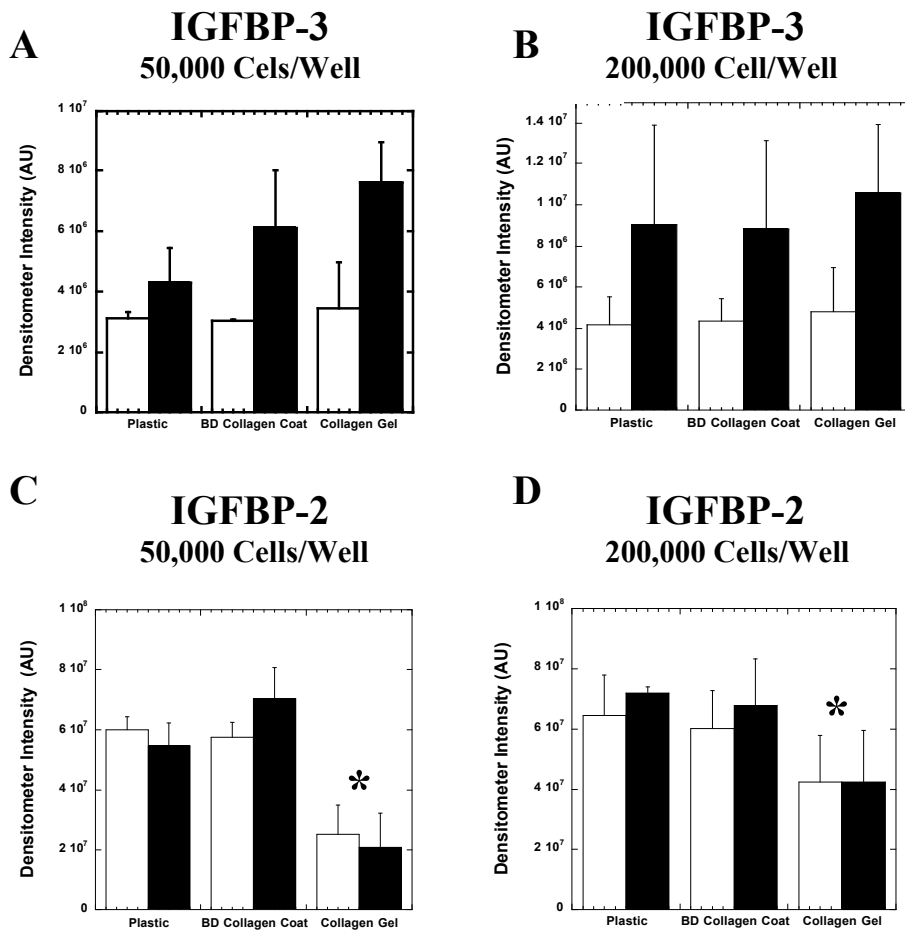 A
IGFBP-3
50,000 Cels/Well
Densitometer Intensity (AU)
1 10⁷
8 10⁶
6 10⁶
4 10⁶
2 10⁶
0
Plastic
BD Collagen Coat
Collagen Gel
B
IGFBP-3
200,000 Cell/Well
Densitometer Intensity (AU)
1.4 10⁷
1.2 10⁷
1 10⁷
8 10⁶
6 10⁶
4 10⁶
2 10⁶
0
Plastic
BD Collagen Coat
Collagen Gel
C
IGFBP-2
50,000 Cells/Well
Densitometer Intensity (AU)
1 10⁸
8 10⁷
6 10⁷
4 10⁷
2 10⁷
0
*
Plastic
BD Collagen Coat
Collagen Gel
D
IGFBP-2
200,000 Cells/Well
Densitometer Intensity (AU)
1 10⁸
8 10⁷
6 10⁷
4 10⁷
2 10⁷
0
*
Plastic
BD Collagen Coat
Collagen Gel